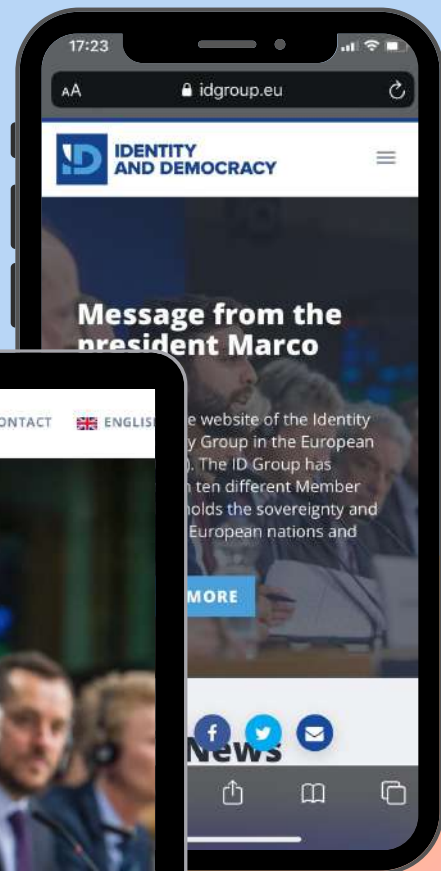 17:23
AA
idgroup.eu
IDENTITY
AND DEMOCRACY
Message from the
president Marco
e website of the Identity
y Group in the European
). The ID Group has
n ten different Member
holds the sovereignty and
European nations and
MORE
News
ONTACT
ENGLIS